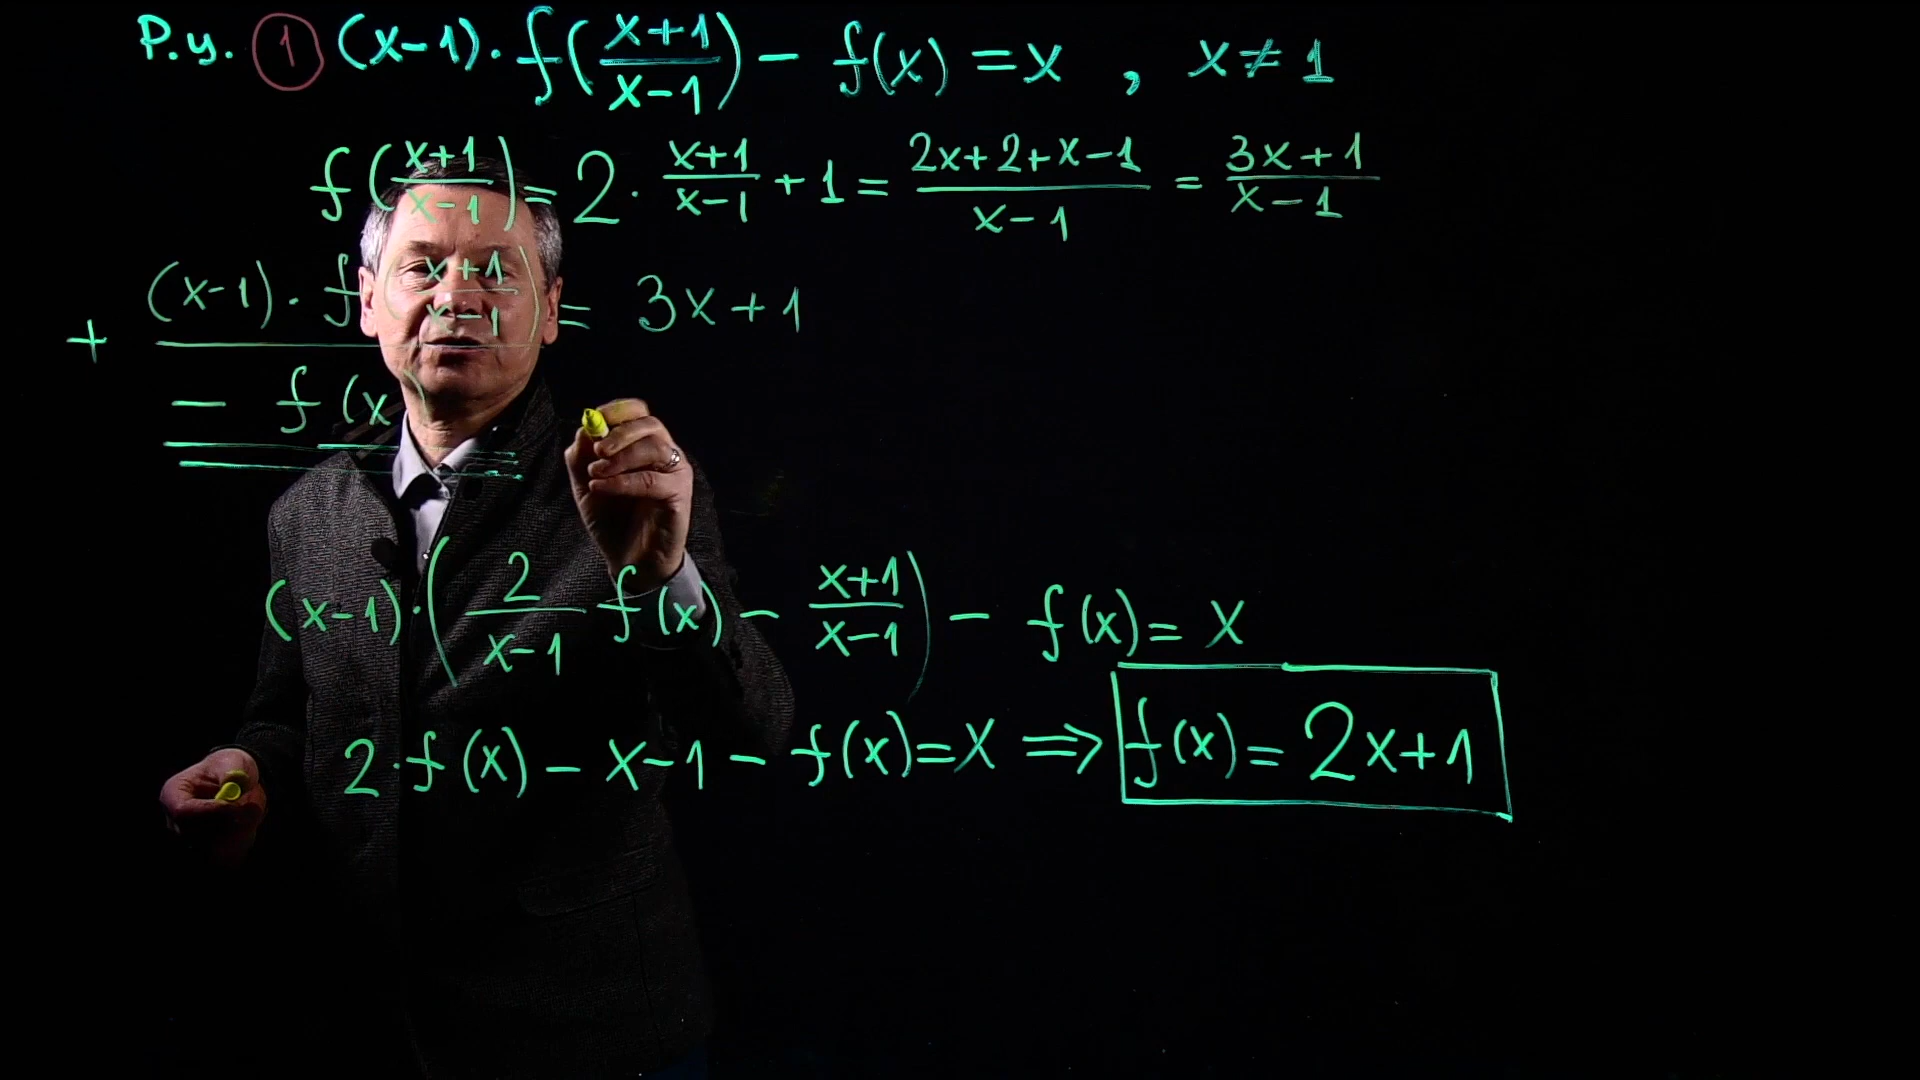 Р.у. ① (x-1)·f((x+1)/(x-1)) - f(x) = x , x ≠ 1
f((x+1)/(x-1)) = 2·(x+1)/(x-1) + 1 = (2x+2+x-1)/(x-1) = (3x+1)/(x-1)
+ (x-1)·f((x+1)/(x-1)) = 3x+1
- f(x)
(x-1)·(2/(x-1) f(x) - (x+1)/(x-1)) - f(x) = x
2·f(x) - x-1 - f(x) = x ⇒ f(x) = 2x+1